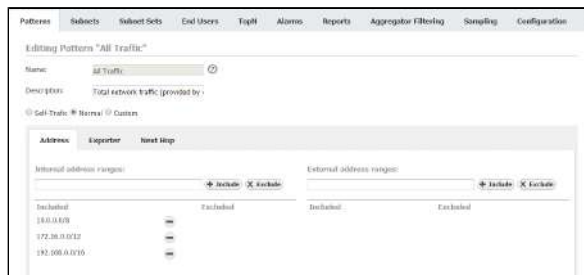 Patterns Subnets Subnet Sets End Users TopN Alarms Reports Aggregator Filtering Sampling Configuration
Editing Pattern "All Traffic"
Name: All Traffic
Description: Total network traffic (provided by
Self-Traffic Normal Custom
Address Exporter Next Hop
Internal address ranges: External address ranges:
Include Exclude Include Exclude
Included Excluded Included Excluded
10.0.0.0/8
172.16.0.0/12
192.168.0.0/16